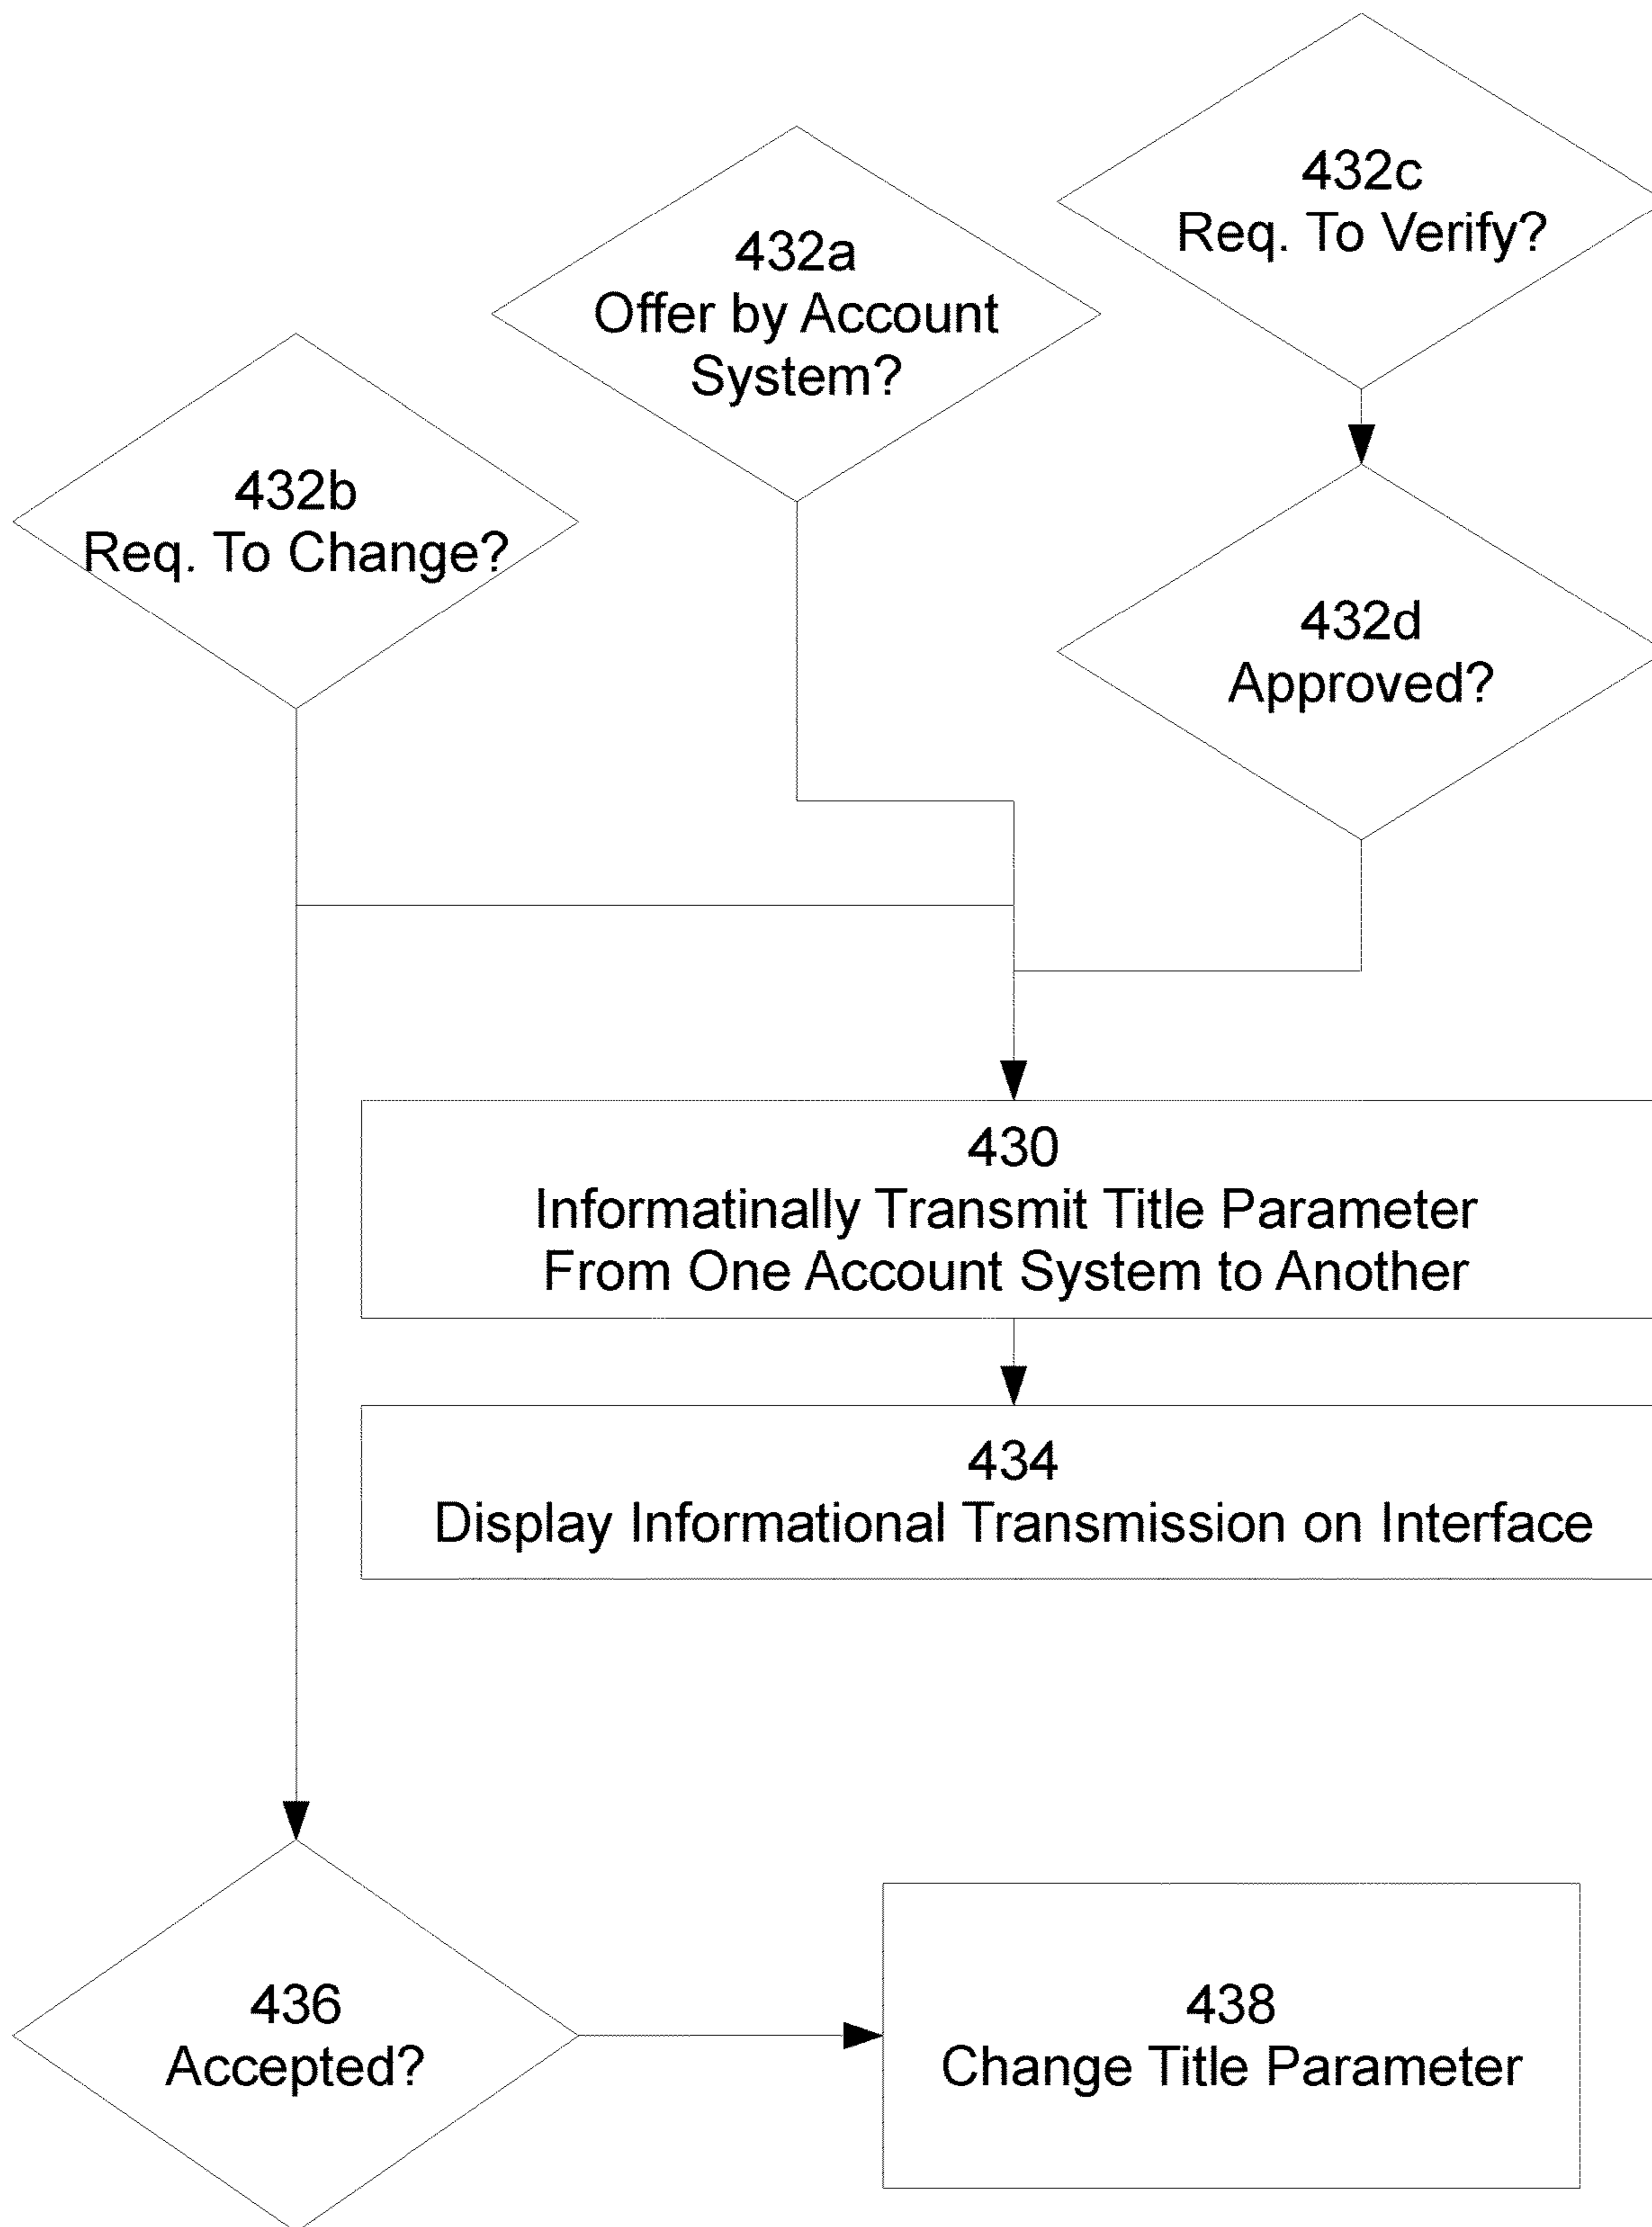 432c
Req. To Verify?
432a
Offer by Account
System?
432b
Req. To Change?
432d
Approved?
430
Informatinally Transmit Title Parameter
From One Account System to Another
434
Display Informational Transmission on Interface
436
Accepted?
438
Change Title Parameter